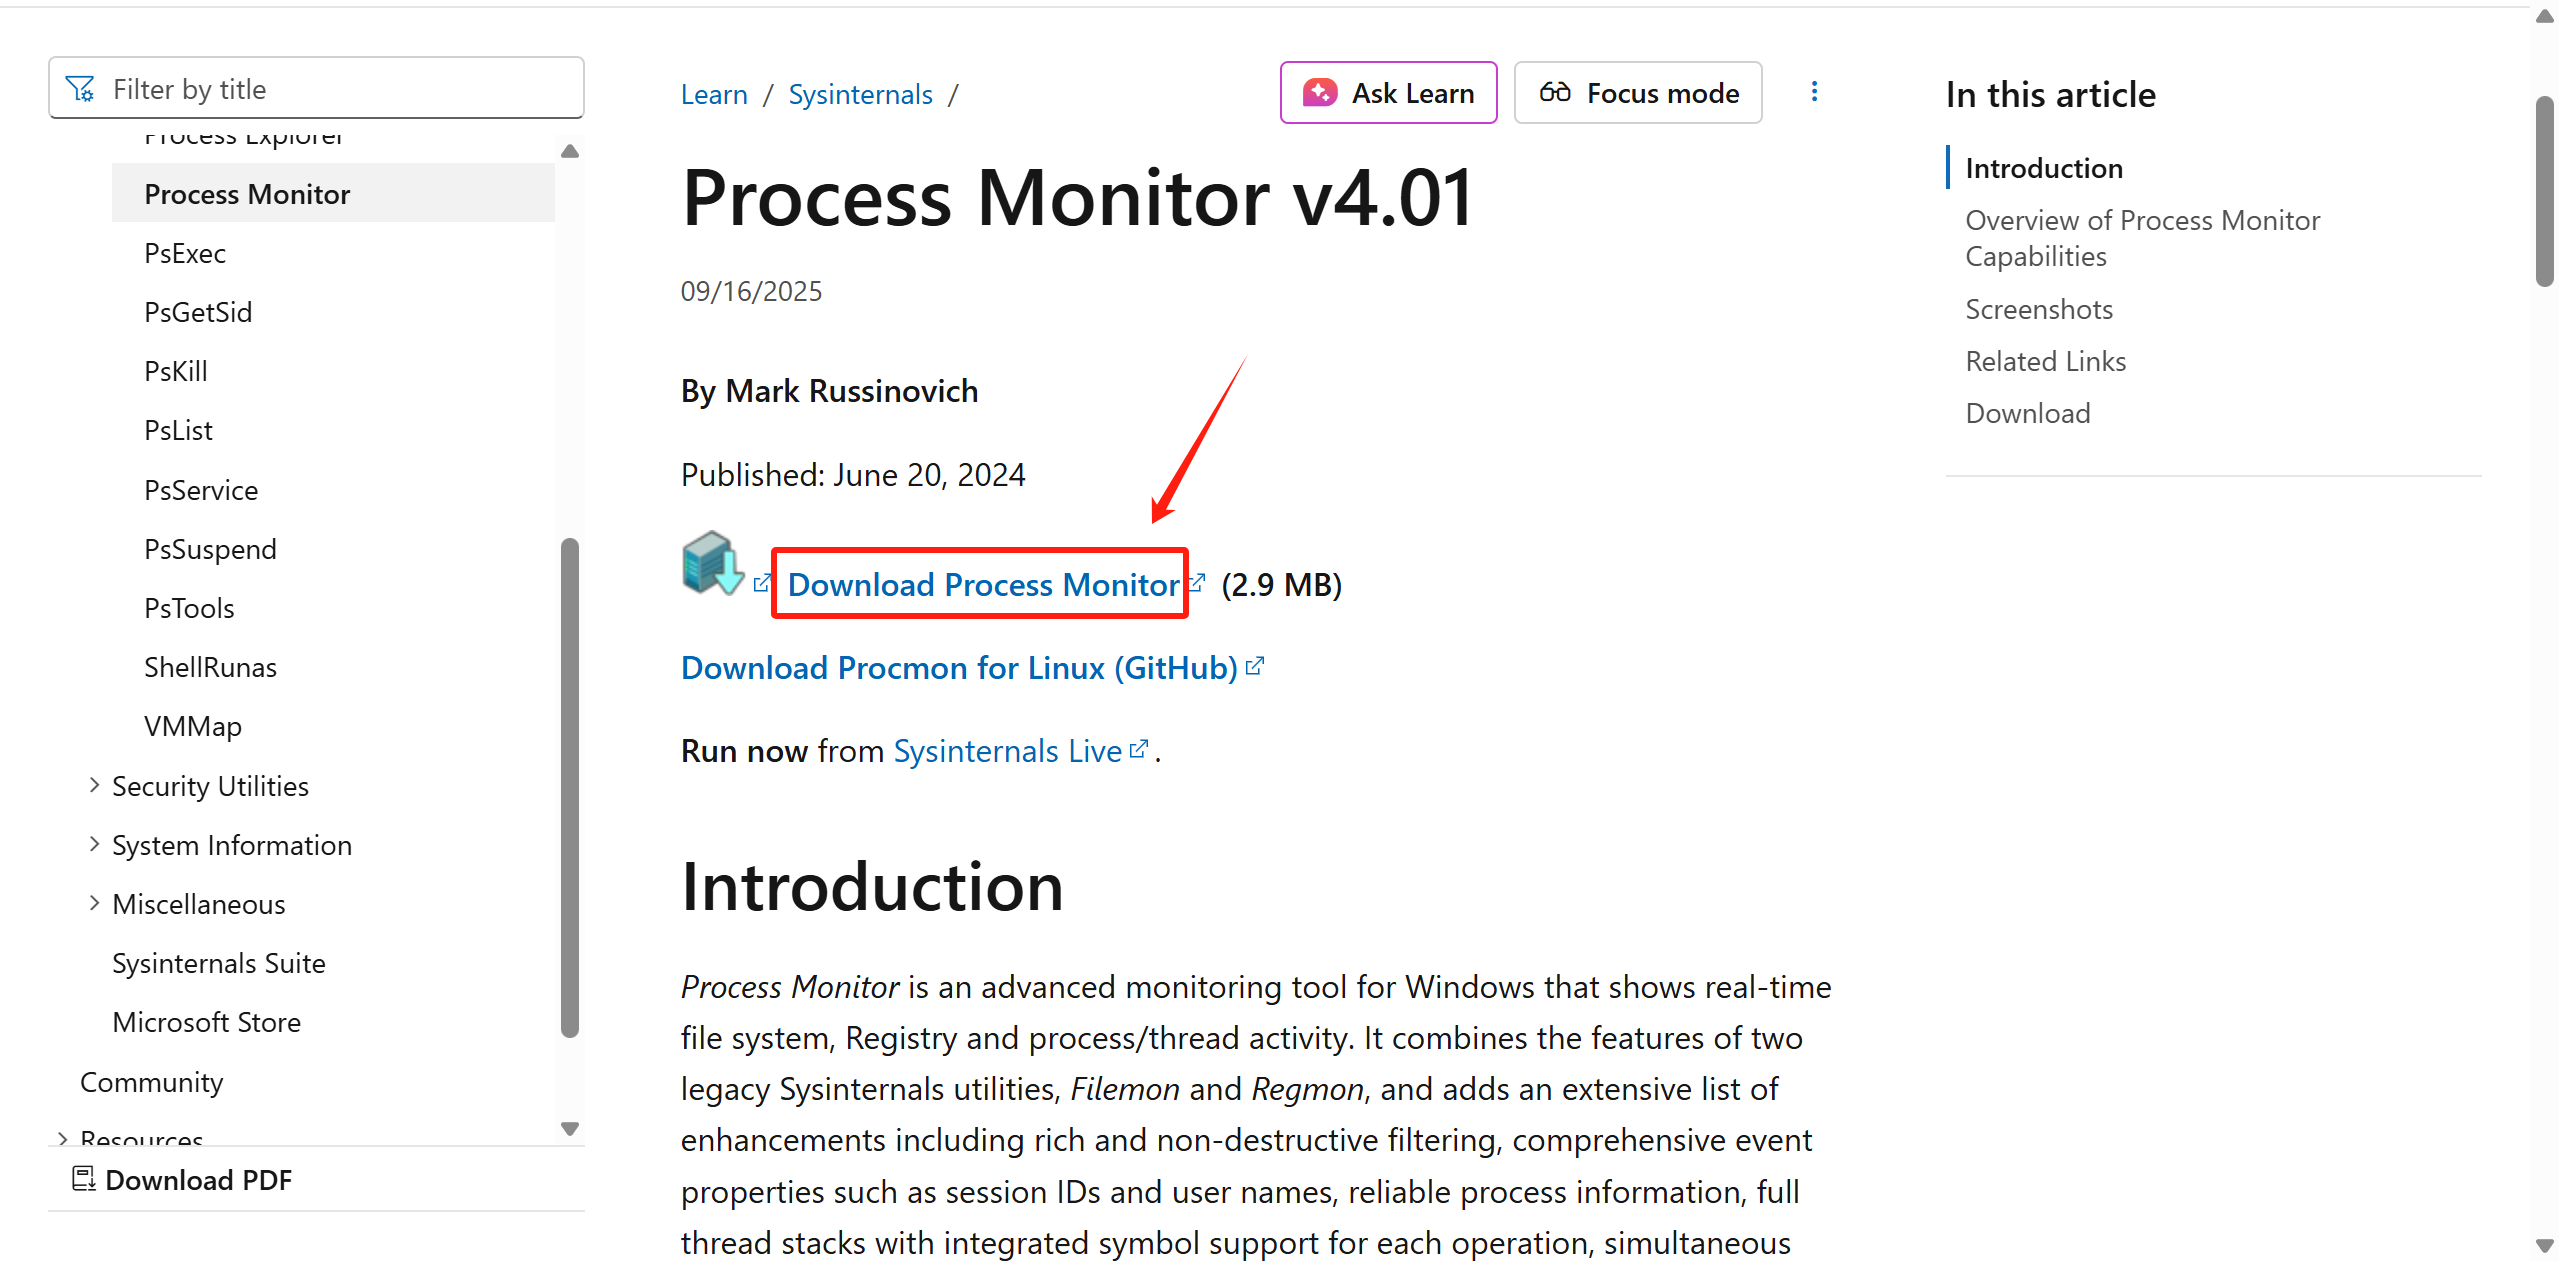 Filter by title
Process Explorer
Process Monitor
PsExec
PsGetSid
PsKill
PsList
PsService
PsSuspend
PsTools
ShellRunas
VMMap
Security Utilities
System Information
Miscellaneous
Sysinternals Suite
Microsoft Store
Community
Resources
Download PDF
Learn / Sysinternals /
Ask Learn
Focus mode
Process Monitor v4.01
09/16/2025
By Mark Russinovich
Published: June 20, 2024
Download Process Monitor (2.9 MB)
Download Procmon for Linux (GitHub)
Run now from Sysinternals Live .
Introduction
Process Monitor is an advanced monitoring tool for Windows that shows real-time
file system, Registry and process/thread activity. It combines the features of two
legacy Sysinternals utilities, Filemon and Regmon, and adds an extensive list of
enhancements including rich and non-destructive filtering, comprehensive event
properties such as session IDs and user names, reliable process information, full
thread stacks with integrated symbol support for each operation, simultaneous
In this article
Introduction
Overview of Process Monitor
Capabilities
Screenshots
Related Links
Download